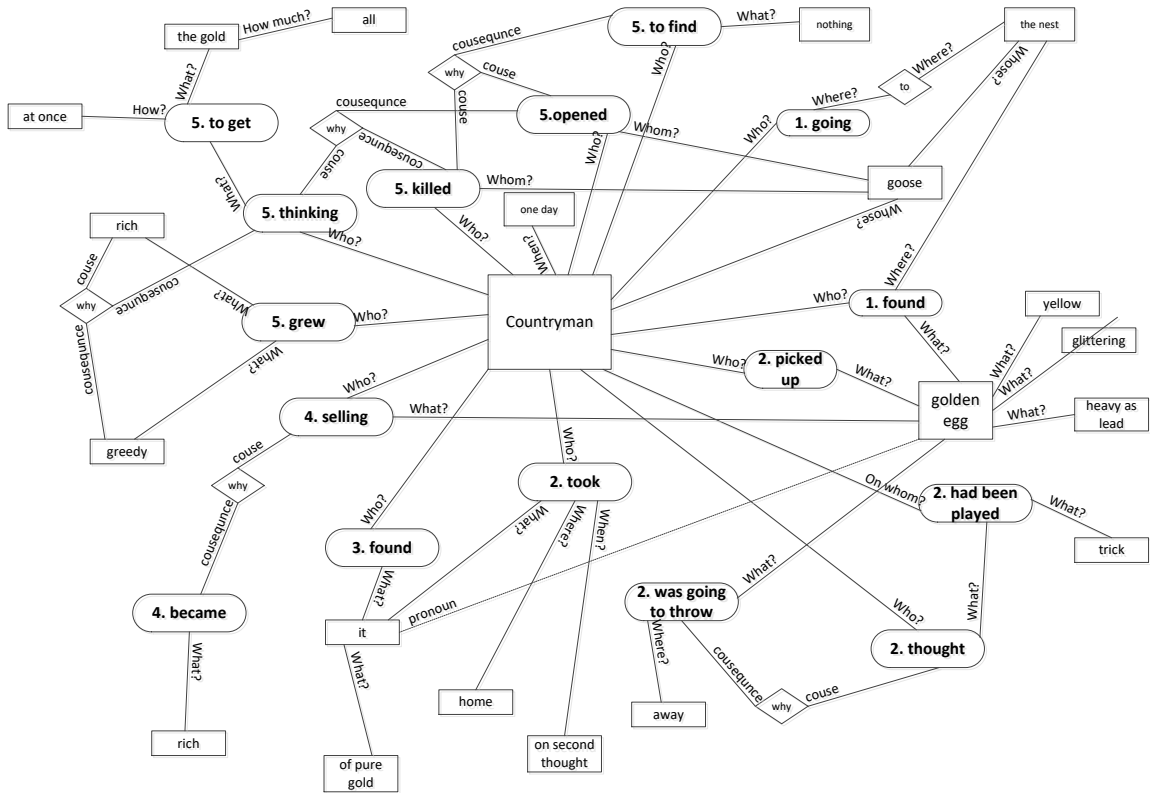 How much?
all
the gold
What?
at once
How?
5. to get
What?
cousequnce
5. to find
What?
nothing
the nest
why
couse
couse
Who?
Where?
Whose?
to
Where?
1. going
cousequnce
5.opened
Whom?
Who?
Who?
why
cousequnce
couse
5. killed
Whom?
goose
Who?
one day
When?
Whose?
5. thinking
Who?
rich
couse
why
cousequnce
cousequnce
What?
5. grew
Who?
What?
greedy
Countryman
Where?
Who?
1. found
What?
yellow
glittering
What?
What?
What?
heavy as
lead
Who?
2. picked
up
What?
golden
egg
Who?
4. selling
What?
couse
why
cousequnce
4. became
What?
rich
Who?
2. took
What?
Where?
When?
Who?
3. found
What?
it
pronoun
What?
of pure
gold
home
on second
thought
On whom?
2. had been
played
What?
trick
What?
What?
2. was going
to throw
Where?
away
cousequnce
why
couse
Who?
2. thought